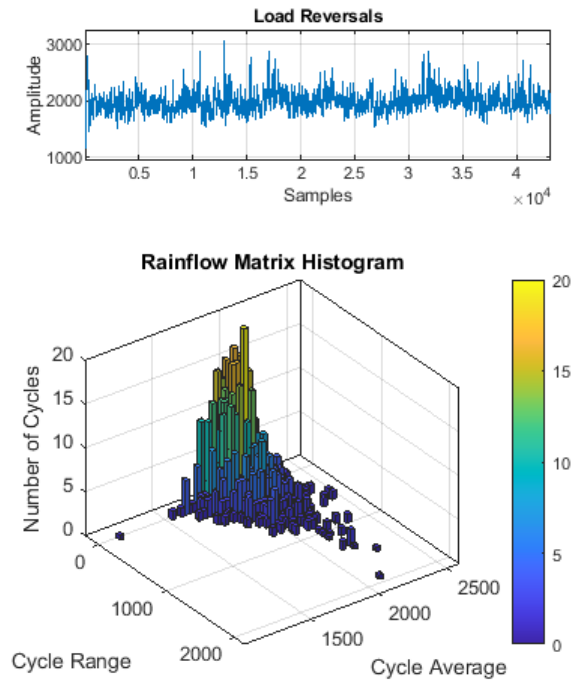 Load Reversals
3000
2000
1000
Amplitude
0.5 1 1.5 2 2.5 3 3.5 4
Samples
×10⁴
Rainflow Matrix Histogram
20
15
10
5
0
Number of Cycles
0
1000
2000
Cycle Range
1500
2000
2500
Cycle Average
20
15
10
5
0